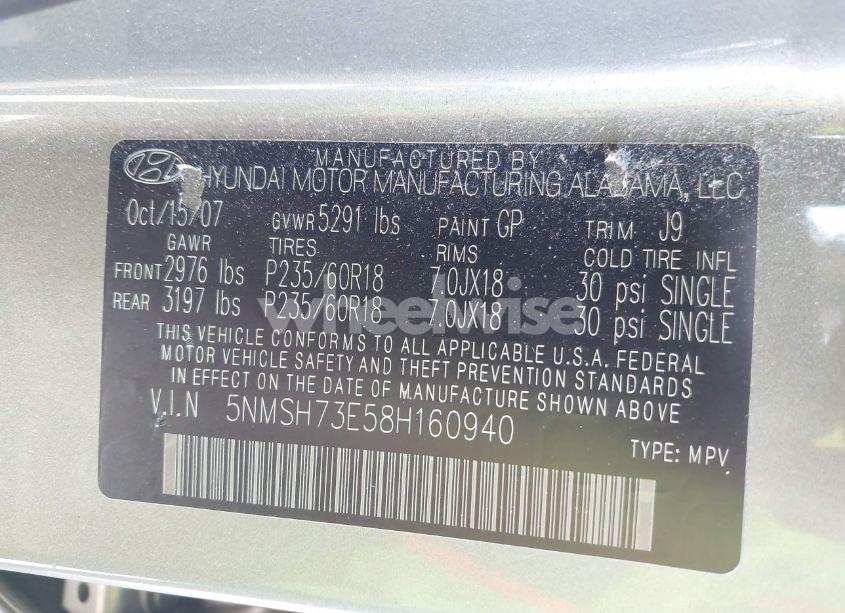 MANUFACTURED BY
HYUNDAI MOTOR MANUFACTURING ALABAMA, LLC
Oct/15/07 GVWR 5291 lbs PAINT GP TRIM J9
GAWR TIRES RIMS COLD TIRE INFL
FRONT 2976 lbs P235/60R18 7.0JX18 30 psi SINGLE
REAR 3197 lbs P235/60R18 7.0JX18 30 psi SINGLE
wheelwise
THIS VEHICLE CONFORMS TO ALL APPLICABLE U.S.A. FEDERAL
MOTOR VEHICLE SAFETY AND THEFT PREVENTION STANDARDS
IN EFFECT ON THE DATE OF MANUFACTURE SHOWN ABOVE
V.I.N 5NMSH73E58H160940
TYPE: MPV